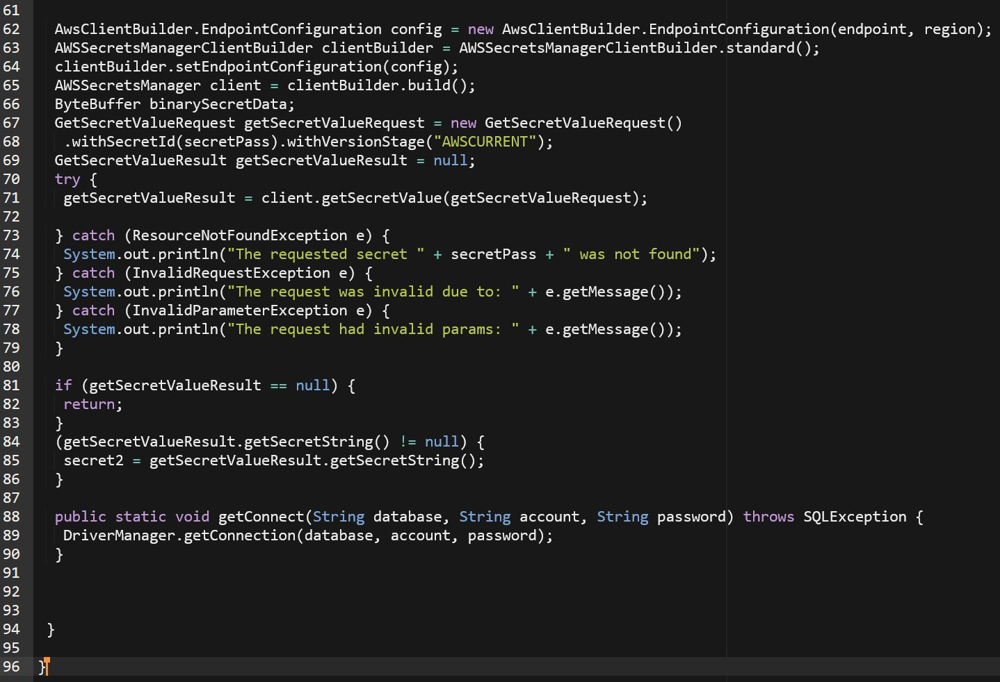 61
62 AwsClientBuilder.EndpointConfiguration config = new AwsClientBuilder.EndpointConfiguration(endpoint, region);
63 AWSSecretsManagerClientBuilder clientBuilder = AWSSecretsManagerClientBuilder.standard();
64 clientBuilder.setEndpointConfiguration(config);
65 AWSSecretsManager client = clientBuilder.build();
66 ByteBuffer binarySecretData;
67 GetSecretValueRequest getSecretValueRequest = new GetSecretValueRequest()
68 .withSecretId(secretPass).withVersionStage("AWSCURRENT");
69 GetSecretValueResult getSecretValueResult = null;
70 try {
71 getSecretValueResult = client.getSecretValue(getSecretValueRequest);
72
73 } catch (ResourceNotFoundException e) {
74 System.out.println("The requested secret " + secretPass + " was not found");
75 } catch (InvalidRequestException e) {
76 System.out.println("The request was invalid due to: " + e.getMessage());
77 } catch (InvalidParameterException e) {
78 System.out.println("The request had invalid params: " + e.getMessage());
79 }
80
81 if (getSecretValueResult == null) {
82 return;
83 }
84 (getSecretValueResult.getSecretString() != null) {
85 secret2 = getSecretValueResult.getSecretString();
86 }
87
88 public static void getConnect(String database, String account, String password) throws SQLException {
89 DriverManager.getConnection(database, account, password);
90 }
91
92
93
94 }
95
96 }